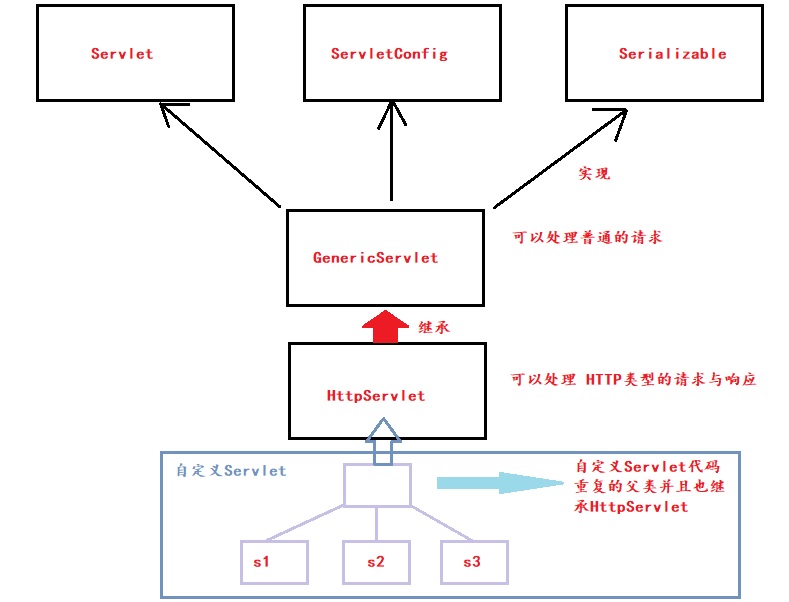 Servlet
ServletConfig
Serializable
实现
可以处理普通的请求
GenericServlet
继承
可以处理 HTTP类型的请求与响应
HttpServlet
自定义Servlet
自定义Servlet代码
重复的父类并且也继
承HttpServlet
s1
s2
s3